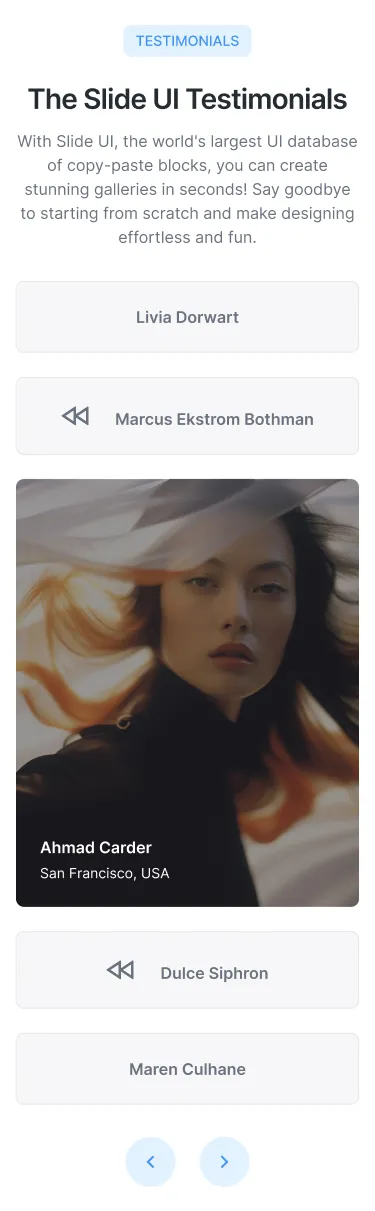 TESTIMONIALS
The Slide UI Testimonials
With Slide UI, the world's largest UI database
of copy-paste blocks, you can create
stunning galleries in seconds! Say goodbye
to starting from scratch and make designing
effortless and fun.
Livia Dorwart
Marcus Ekstrom Bothman
Ahmad Carder
San Francisco, USA
Dulce Siphron
Maren Culhane